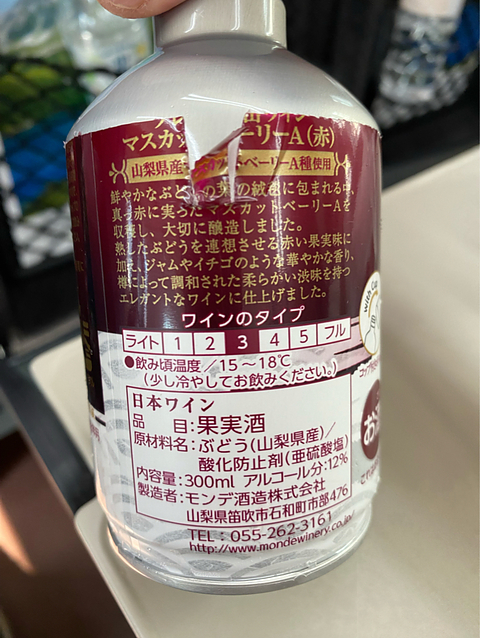 マスカット ーリーA(赤)
山梨県産 カットベーリーA種使用
鮮やかなぶど の葉の絨毯に包まれる中、
真っ赤に実ったマスカットベーリーAを
収穫し、大切に醸造しました。
熟したぶどうを連想させる赤い果実味に
加え、ジャムやイチゴのような華やかな香り、
樽によって調和された柔らかい渋味を持つ
エレガントなワインに仕上げました。
ワインのタイプ
ライト 1 2 3 4 5 フル
●飲み頃温度/15~18℃
(少し冷やしてお飲みください。)
日本ワイン
品 目:果実酒
原材料名:ぶどう(山梨県産)/
酸化防止剤(亜硫酸塩)
内容量:300ml アルコール分:12%
製造者:モンデ酒造株式会社
山梨県笛吹市石和町市部476
TEL:055-262-3161
http://www.mondewinery.co.jp/
with Cu
お